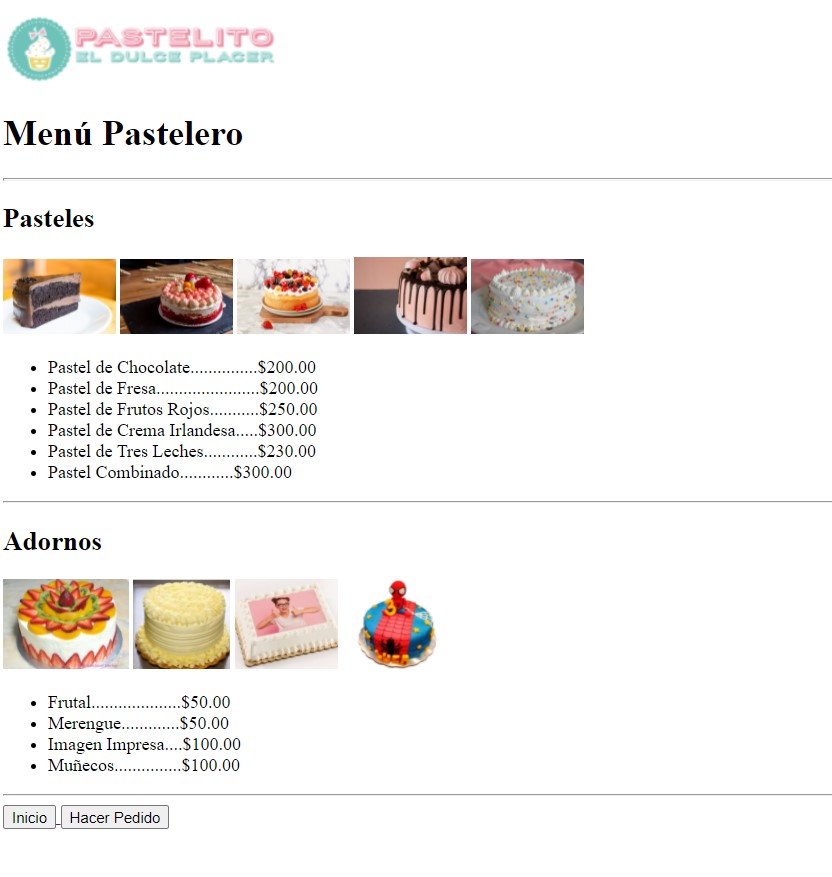 PASTELITO
EL DULCE PLACER
Menú Pastelero
Pasteles
Pastel de Chocolate...............$200.00
Pastel de Fresa.......................$200.00
Pastel de Frutos Rojos...........$250.00
Pastel de Crema Irlandesa.....$300.00
Pastel de Tres Leches............$230.00
Pastel Combinado............$300.00
Adornos
Frutal....................$50.00
Merengue.............$50.00
Imagen Impresa....$100.00
Muñecos...............$100.00
Inicio Hacer Pedido